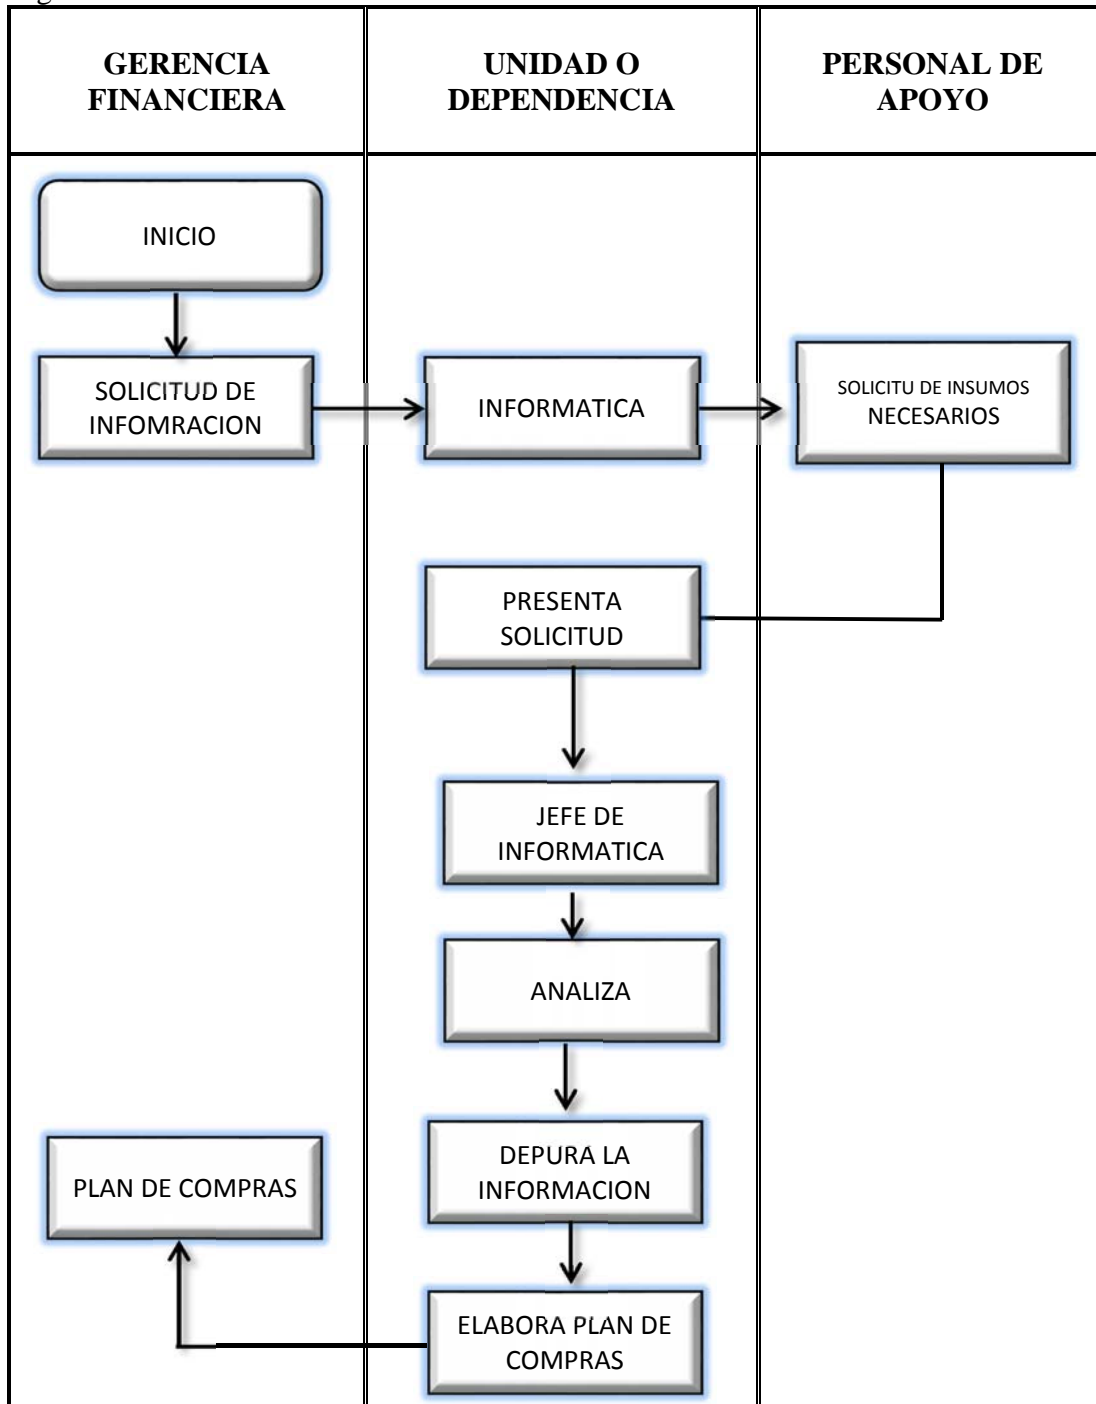 GERENCIA
FINANCIERA
UNIDAD O
DEPENDENCIA
PERSONAL DE
APOYO
INICIO
SOLICITUD DE
INFOMRACION
INFORMATICA
SOLICITU DE INSUMOS
NECESARIOS
PRESENTA
SOLICITUD
JEFE DE
INFORMATICA
ANALIZA
DEPURA LA
INFORMACION
PLAN DE COMPRAS
ELABORA PLAN DE
COMPRAS